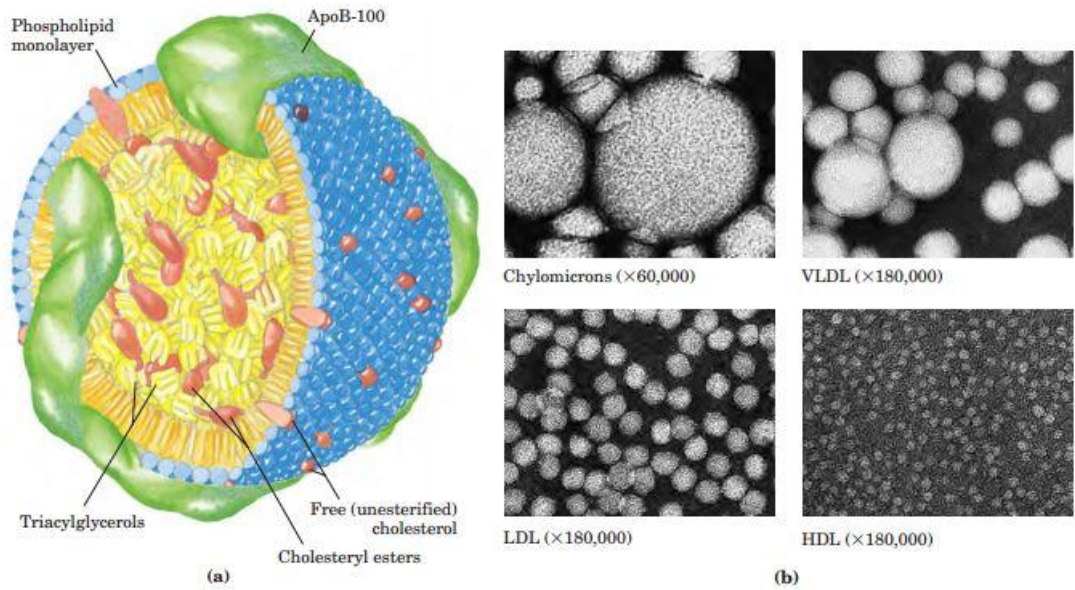 Phospholipid
monolayer
ApoB-100
Triacylglycerols
Free (unesterified)
cholesterol
Cholesteryl esters
(a)
Chylomicrons (×60,000)
VLDL (×180,000)
LDL (×180,000)
HDL (×180,000)
(b)